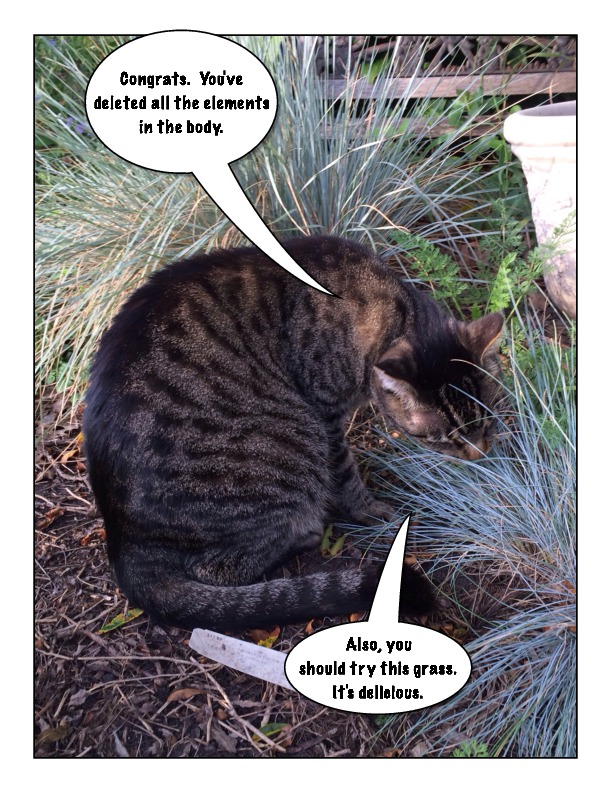 Congrats.  You've
deleted all the elements
in the body.
Also, you
should try this grass.
It's delicious.